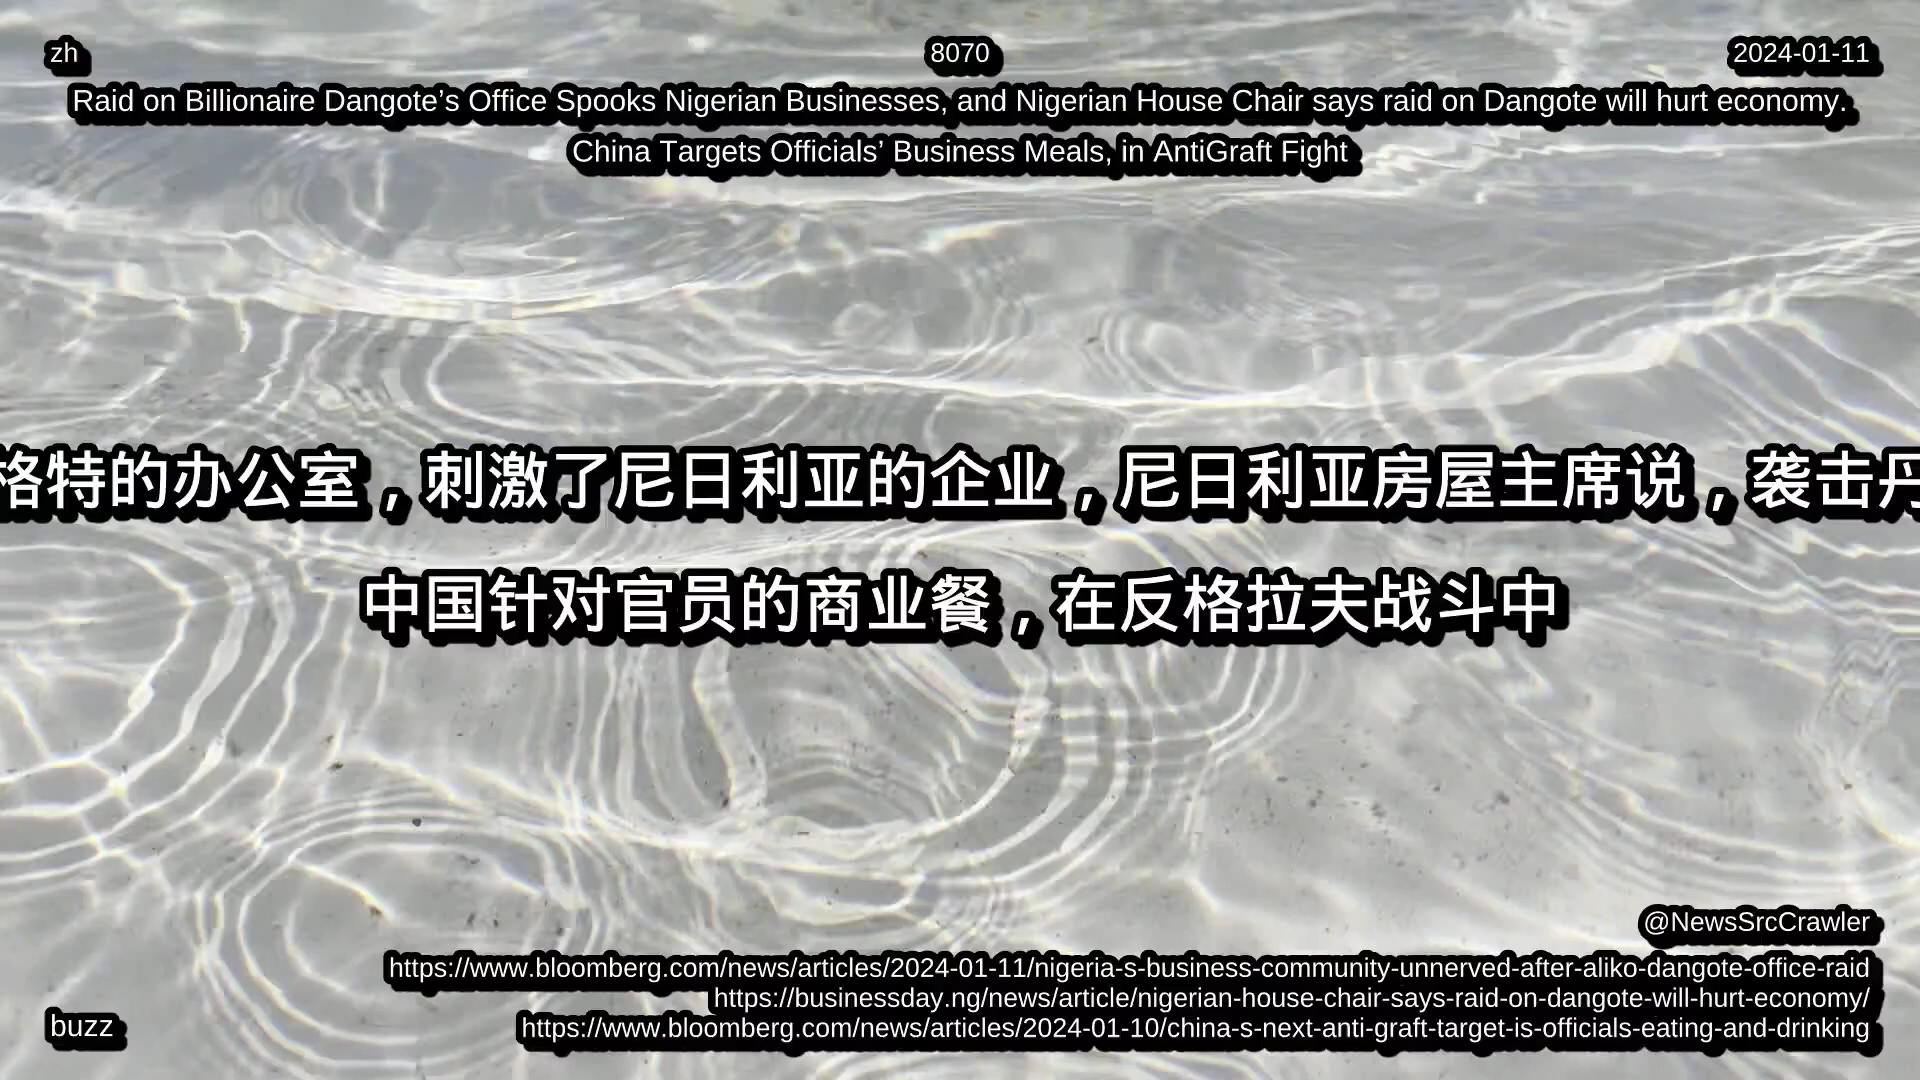 zh
8070
2024-01-11
Raid on Billionaire Dangote’s Office Spooks Nigerian Businesses, and Nigerian House Chair says raid on Dangote will hurt economy.
China Targets Officials’ Business Meals, in AntiGraft Fight
格特的办公室，刺激了尼日利亚的企业，尼日利亚房屋主席说，袭击丹
中国针对官员的商业餐，在反格拉夫战斗中
@NewsSrcCrawler
https://www.bloomberg.com/news/articles/2024-01-11/nigeria-s-business-community-unnerved-after-aliko-dangote-office-raid
https://businessday.ng/news/article/nigerian-house-chair-says-raid-on-dangote-will-hurt-economy/
https://www.bloomberg.com/news/articles/2024-01-10/china-s-next-anti-graft-target-is-officials-eating-and-drinking
buzz